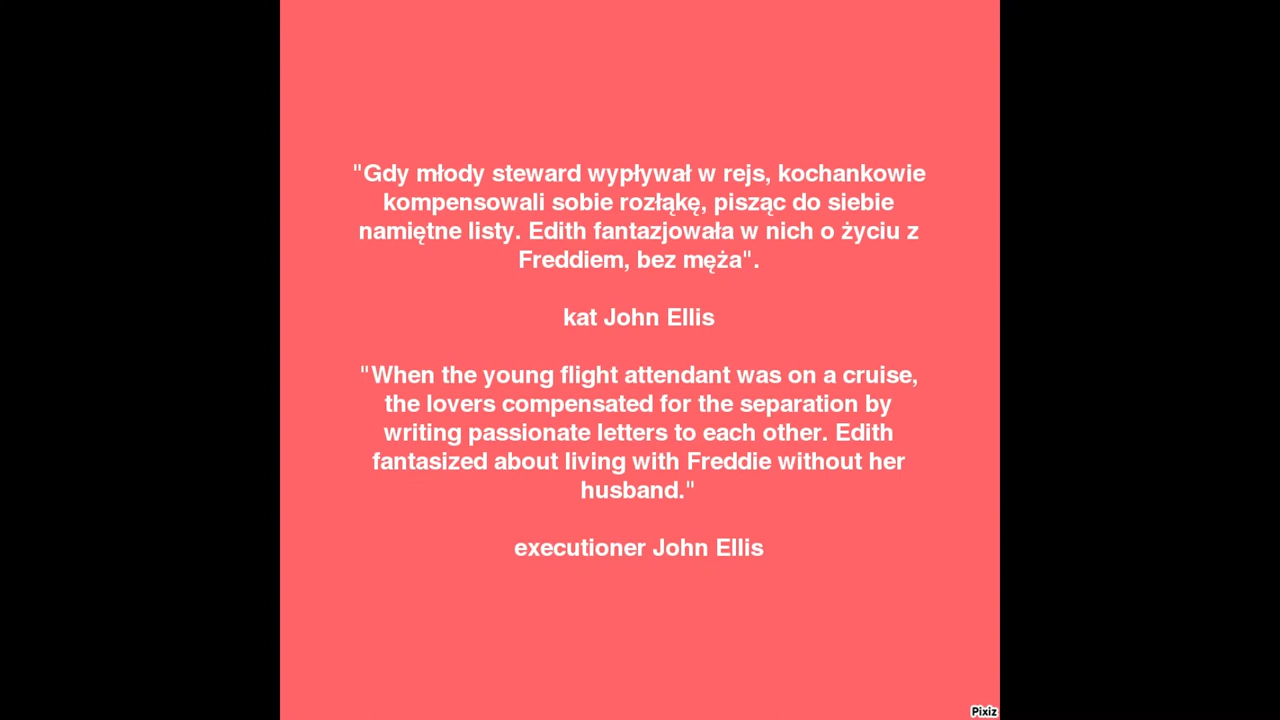 "Gdy młody steward wypływał w rejs, kochankowie
kompensowali sobie rozłąkę, pisząc do siebie
namiętne listy. Edith fantazjowała w nich o życiu z
Freddiem, bez męża".
kat John Ellis
"When the young flight attendant was on a cruise,
the lovers compensated for the separation by
writing passionate letters to each other. Edith
fantasized about living with Freddie without her
husband."
executioner John Ellis
Pixiz